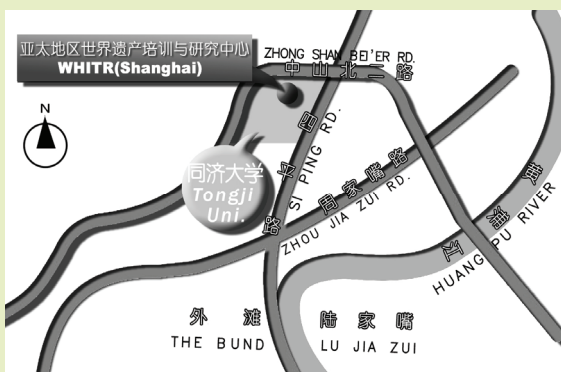 亚太地区世界遗产培训与研究中心
WHITR(Shanghai)
ZHONG SHAN BEI'ER RD.
中山北二路
N
四平路
SI PING RD.
同济大学
Tongji
Uni.
周家嘴路
ZHOU JIA ZUI RD.
黄浦江
HUANG PU RIVER
外滩
THE BUND
陆家嘴
LU JIA ZUI